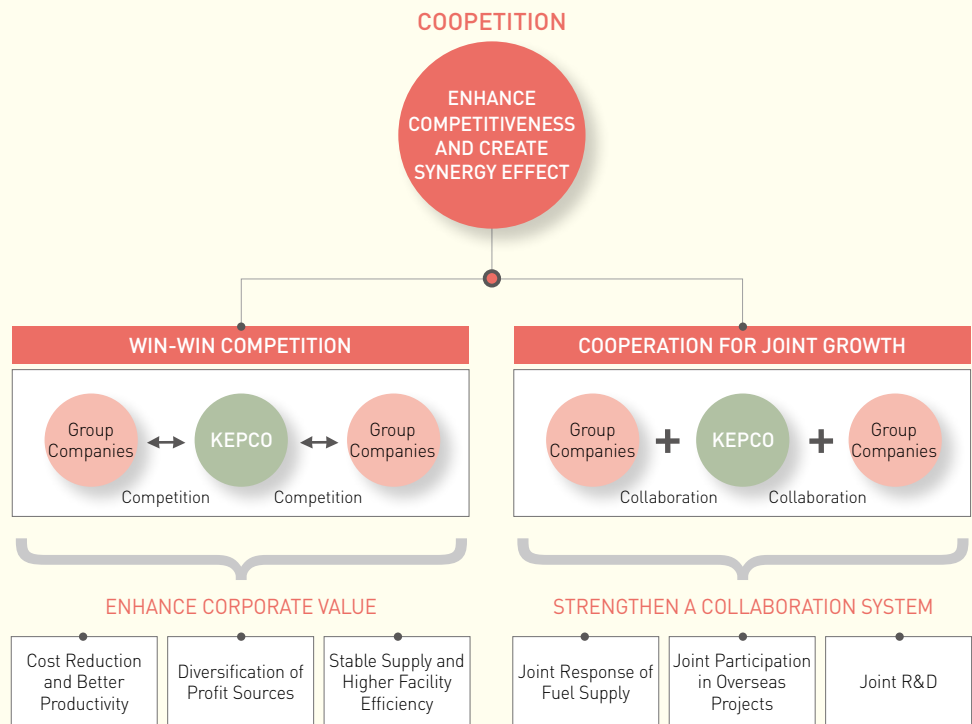 COOPETITION
ENHANCE
COMPETITIVENESS
AND CREATE
SYNERGY EFFECT
WIN-WIN COMPETITION
Group
Companies
KEPCO
Group
Companies
Competition
Competition
ENHANCE CORPORATE VALUE
Cost Reduction
and Better
Productivity
Diversification of
Profit Sources
Stable Supply and
Higher Facility
Efficiency
COOPERATION FOR JOINT GROWTH
Group
Companies
+
KEPCO
+
Group
Companies
Collaboration
Collaboration
STRENGTHEN A COLLABORATION SYSTEM
Joint Response of
Fuel Supply
Joint Participation
in Overseas
Projects
Joint R&D